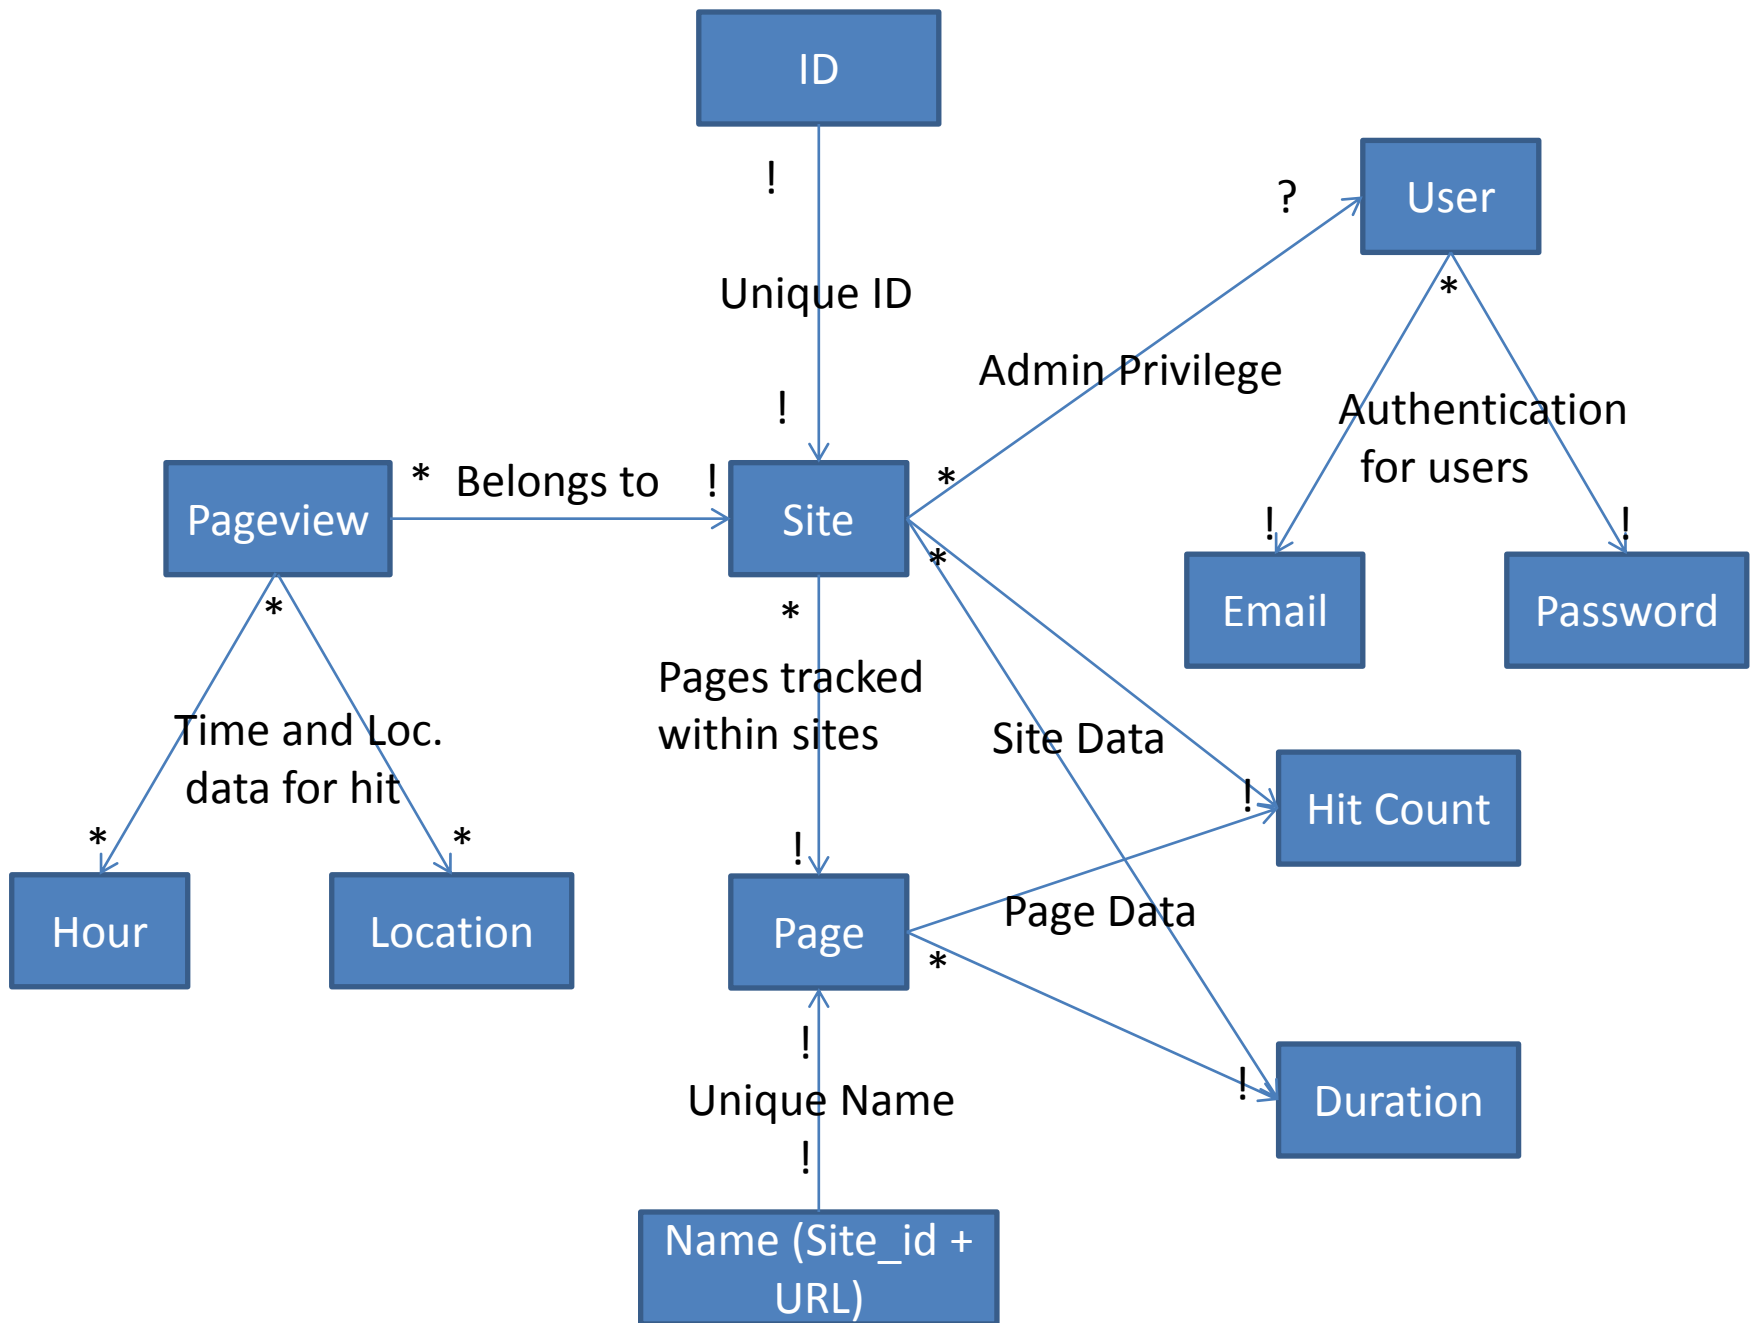 ID
!
User
?
*
Unique ID
Admin Privilege
!
Authentication
for users
* Belongs to !
*
Pageview
Site
!
!
*
*
*
Email
Password
Pages tracked
within sites
Time and Loc.
data for hit
Site Data
!
Hit Count
*
*
!
Hour
Location
Page
Page Data
*
!
!
Unique Name
Duration
!
Name (Site_id +
URL)